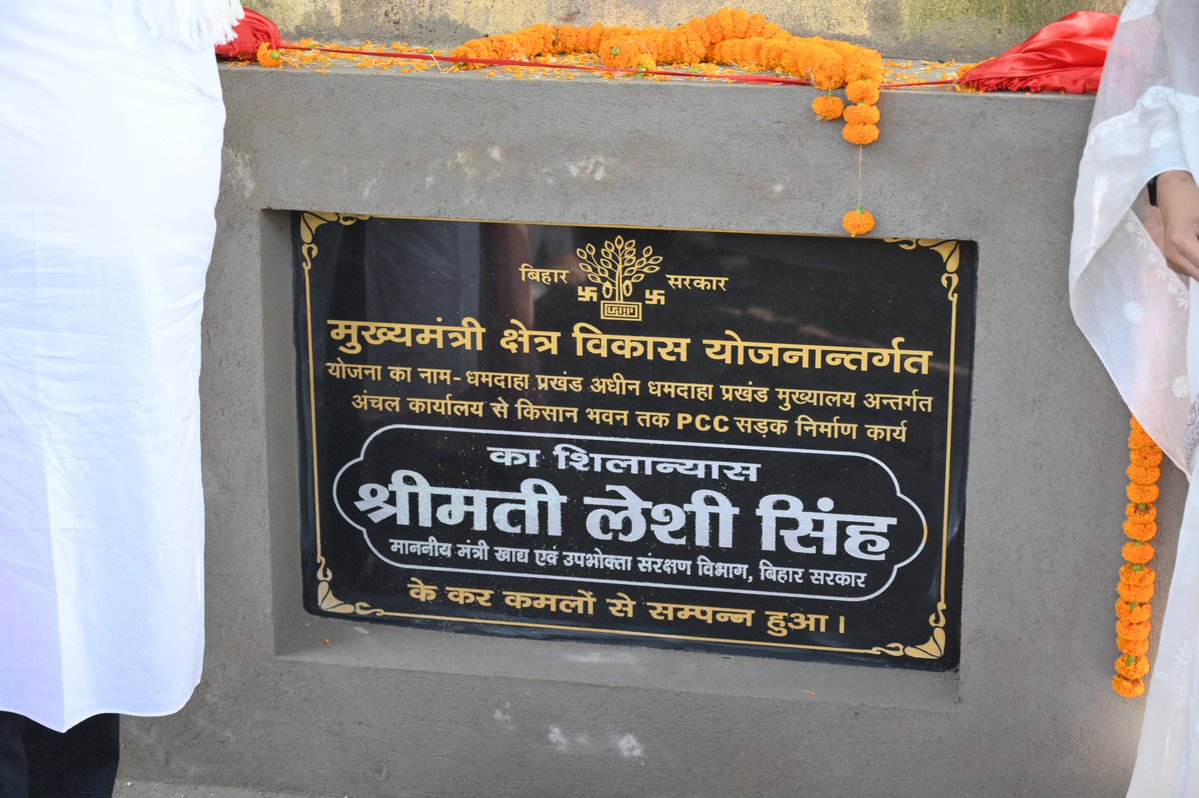 बिहार सरकार
मुख्यमंत्री क्षेत्र विकास योजनान्तर्गत
योजना का नाम - धमदाहा प्रखंड अधीन धमदाहा प्रखंड मुख्यालय अन्तर्गत
अंचल कार्यालय से किसान भवन तक PCC सड़क निर्माण कार्य
का शिलान्यास
श्रीमती लेशी सिंह
माननीय मंत्री खाद्य एवं उपभोक्ता संरक्षण विभाग, बिहार सरकार
के कर कमलों से सम्पन्न हुआ।